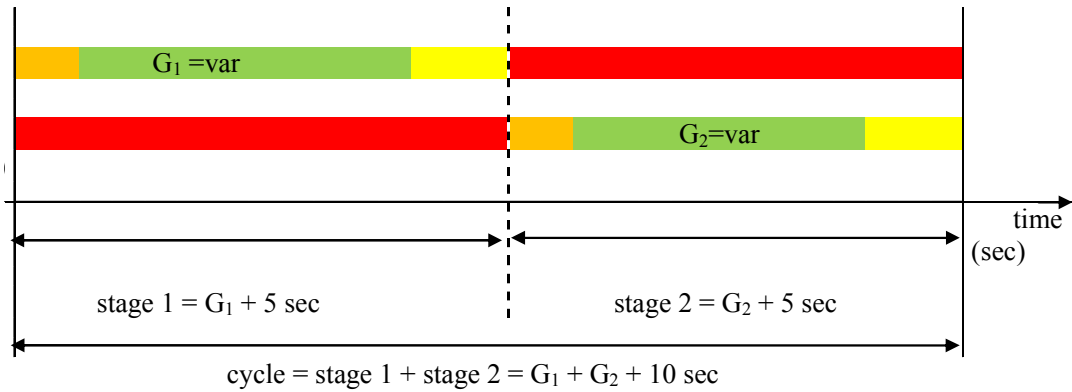 G₁ =var
G₂=var
time
(sec)
stage 1 = G₁ + 5 sec
stage 2 = G₂ + 5 sec
cycle = stage 1 + stage 2 = G₁ + G₂ + 10 sec